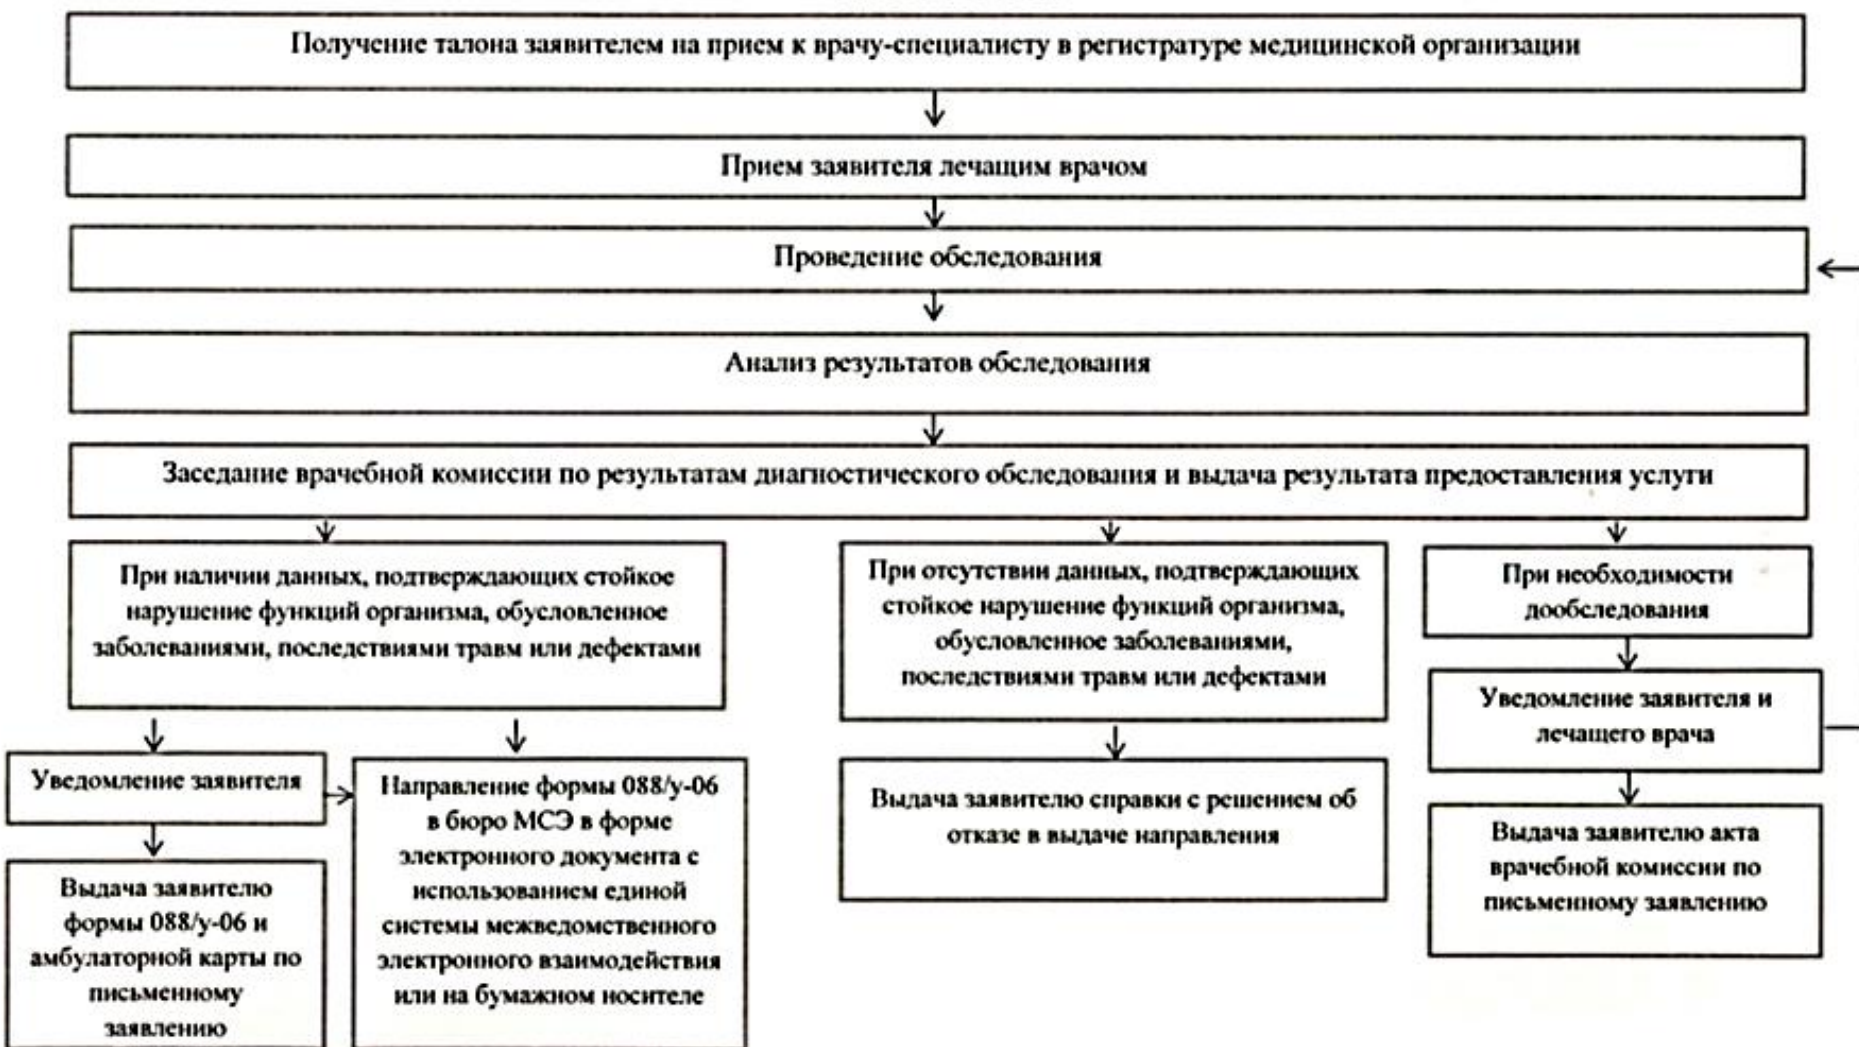 Получение талона заявителем на прием к врачу-специалисту в регистратуре медицинской организации
Прием заявителя лечащим врачом
Проведение обследования
Анализ результатов обследования
Заседание врачебной комиссии по результатам диагностического обследования и выдача результата предоставления услуги
При наличии данных, подтверждающих стойкое
нарушение функций организма, обусловленное
заболеваниями, последствиями травм или дефектами
При отсутствии данных, подтверждающих
стойкое нарушение функций организма,
обусловленное заболеваниями,
последствиями травм или дефектами
При необходимости
дообследования
Уведомление заявителя и
лечащего врача
Уведомление заявителя
Направление формы 088/у-06
в бюро МСЭ в форме
электронного документа с
использованием единой
системы межведомственного
электронного взаимодействия
или на бумажном носителе
Выдача заявителю справки с решением об
отказе в выдаче направления
Выдача заявителю акта
врачебной комиссии по
письменному заявлению
Выдача заявителю
формы 088/у-06 и
амбулаторной карты по
письменному
заявлению